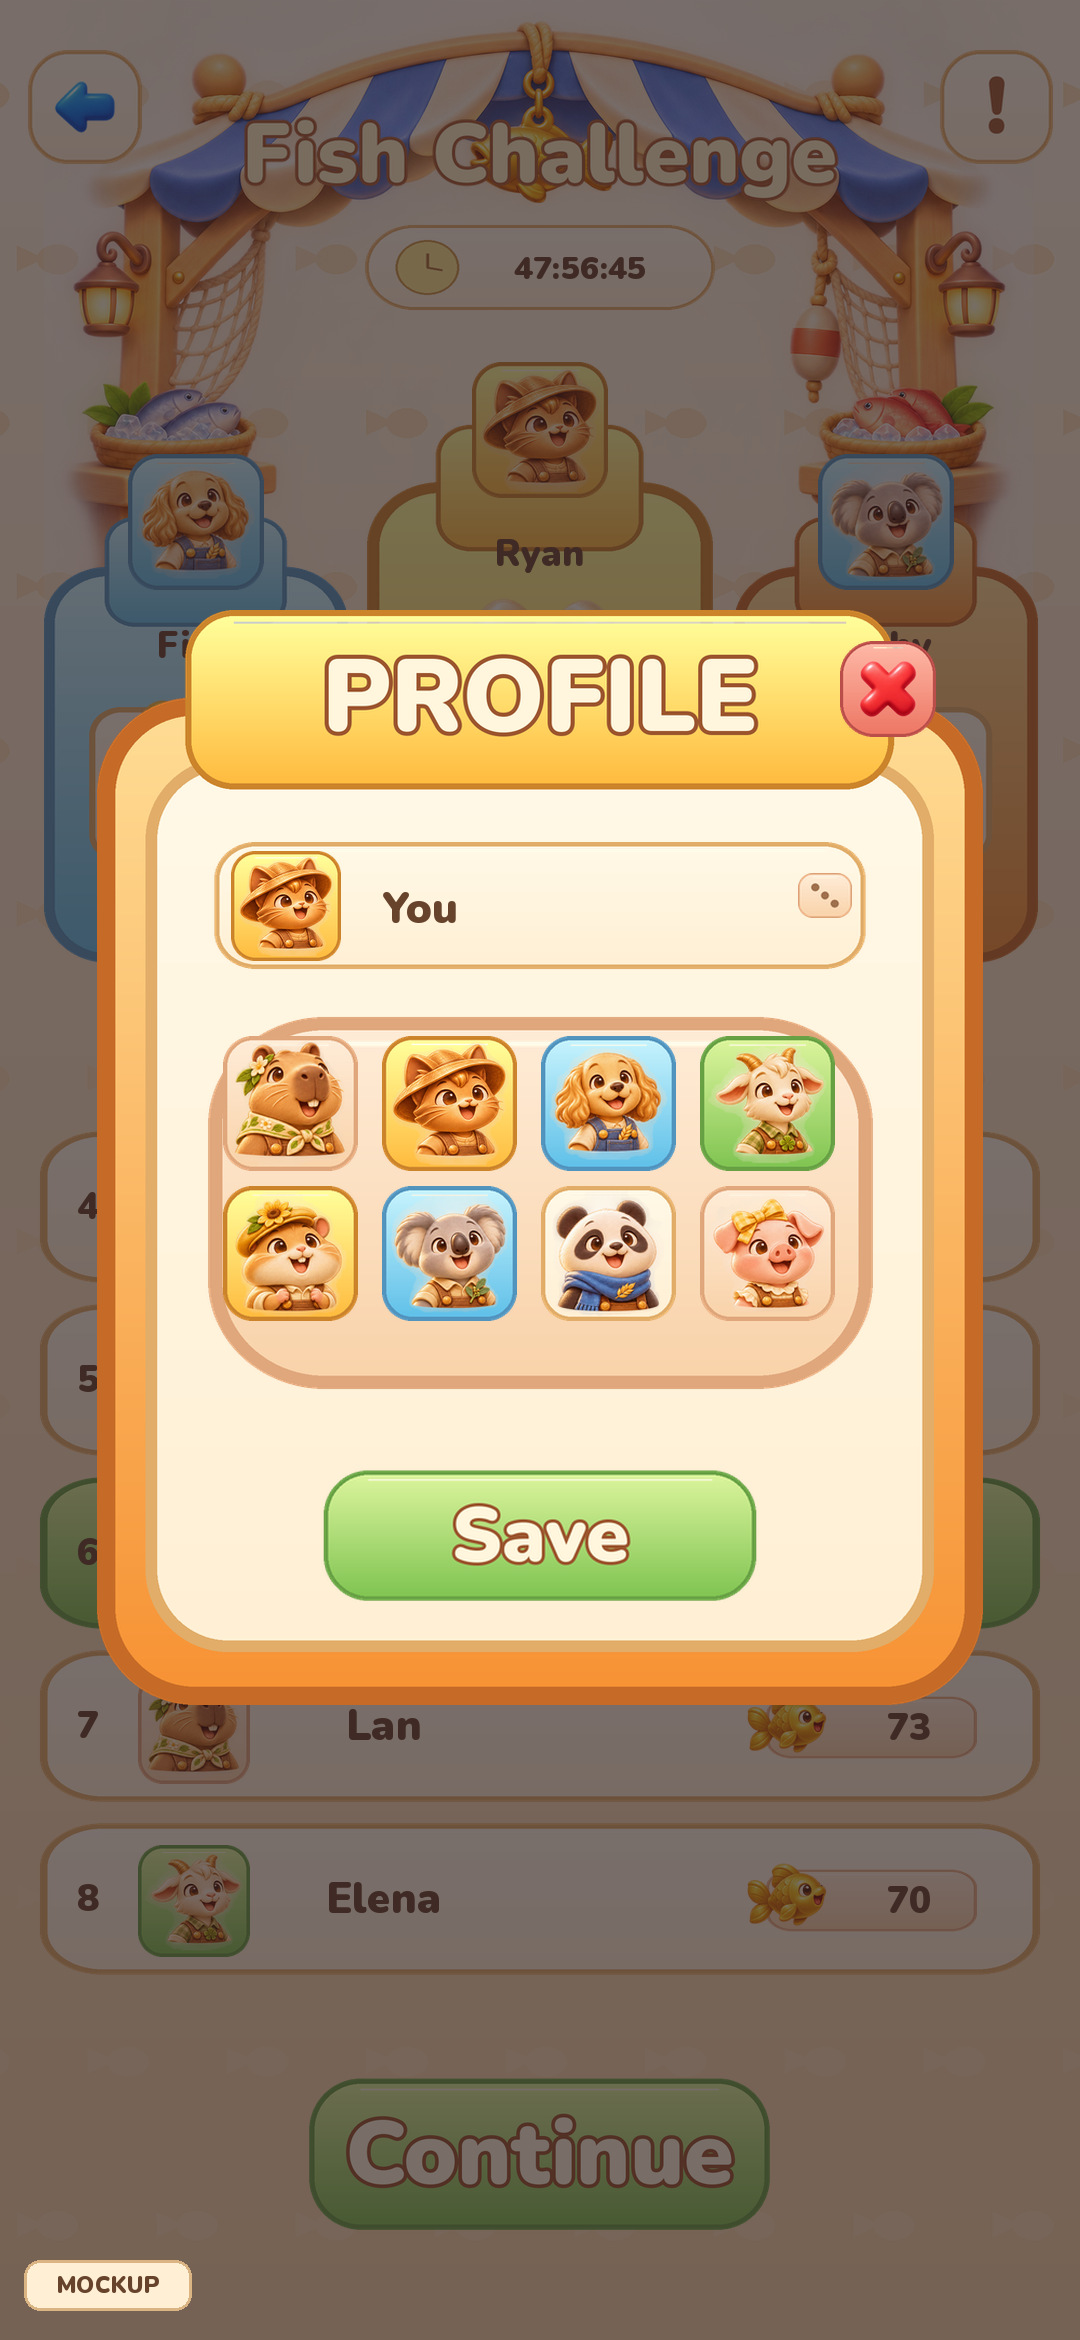 Fish Challenge
47:56:45
Ryan
PROFILE
You
Save
4
5
6
7 Lan 73
8 Elena 70
Continue
MOCKUP